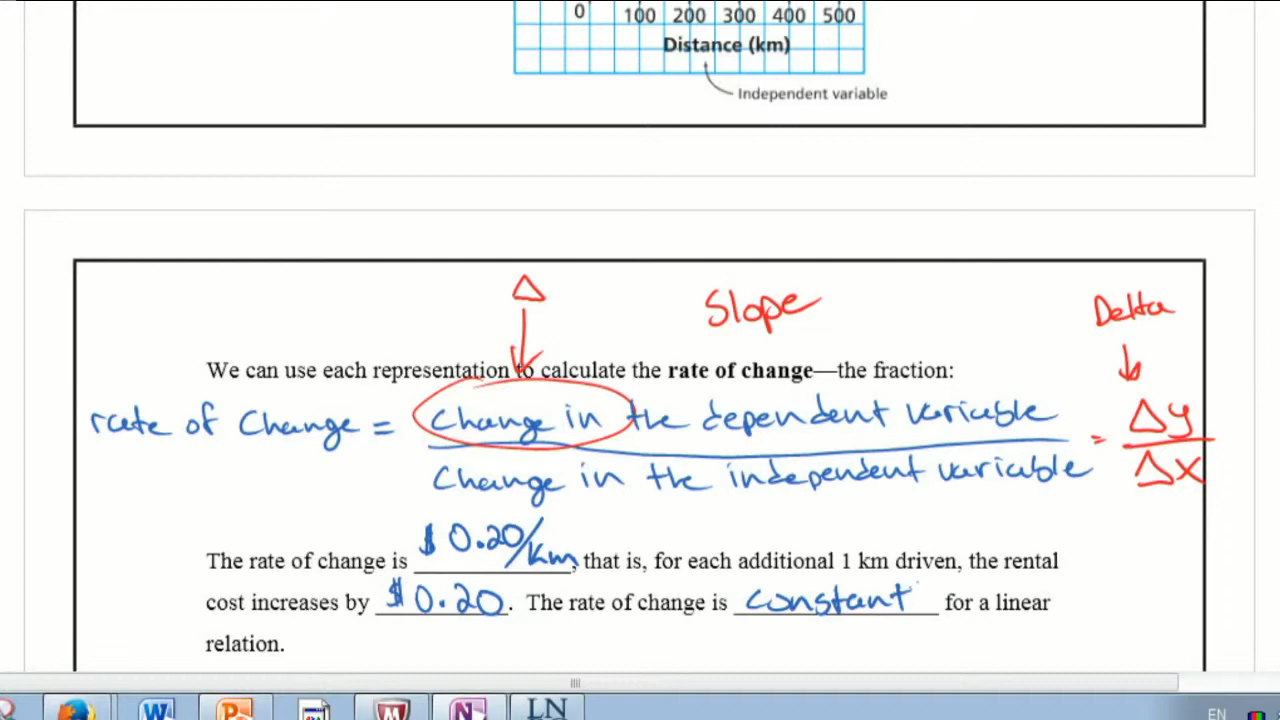 0 100 200 300 400 500
Distance (km)
Independent variable
Δ Slope Delta
We can use each representation to calculate the rate of change—the fraction:
rate of Change = Change in the dependent variable = Δy
Change in the independent variable Δx
The rate of change is $0.20/km, that is, for each additional 1 km driven, the rental
cost increases by $0.20. The rate of change is constant for a linear
relation.
W P N LN
EN